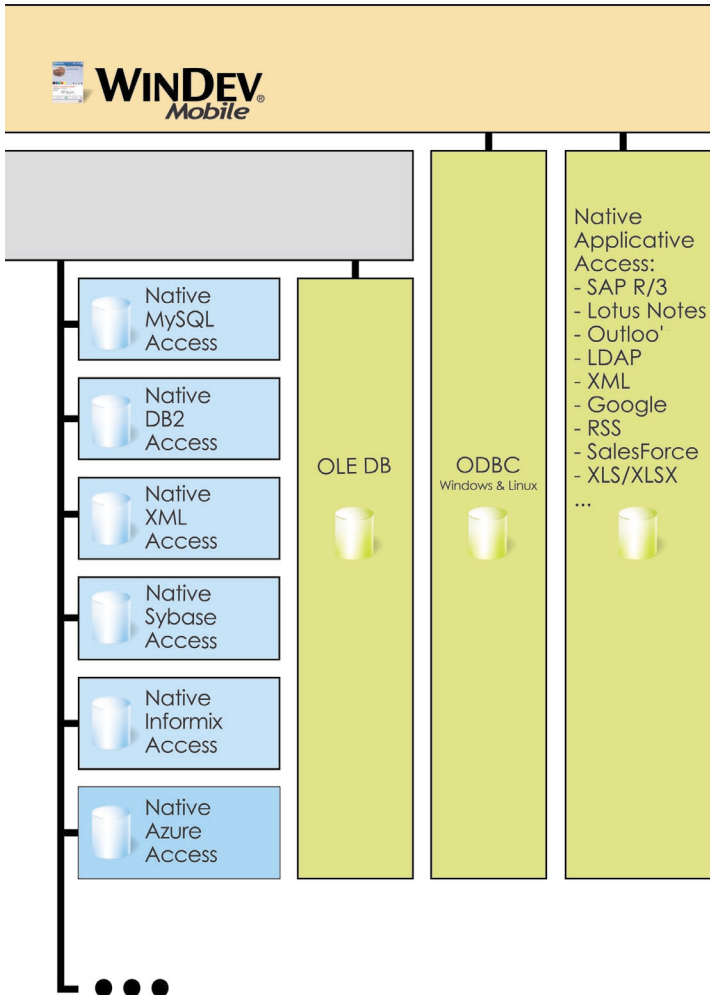 WINDEV®
Mobile
Native
MySQL
Access
Native
DB2
Access
Native
XML
Access
Native
Sybase
Access
Native
Informix
Access
Native
Azure
Access
OLE DB
ODBC
Windows & Linux
Native
Applicative
Access:
- SAP R/3
- Lotus Notes
- Outloo'
- LDAP
- XML
- Google
- RSS
- SalesForce
- XLS/XLSX
...